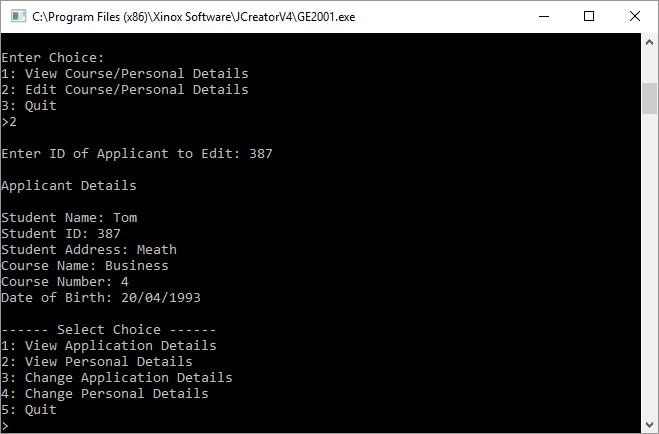 C:\Program Files (x86)\Xinox Software\JCreatorV4\GE2001.exe
Enter Choice:
1: View Course/Personal Details
2: Edit Course/Personal Details
3: Quit
>2
Enter ID of Applicant to Edit: 387
Applicant Details
Student Name: Tom
Student ID: 387
Student Address: Meath
Course Name: Business
Course Number: 4
Date of Birth: 20/04/1993
------ Select Choice ------
1: View Application Details
2: View Personal Details
3: Change Application Details
4: Change Personal Details
5: Quit
>